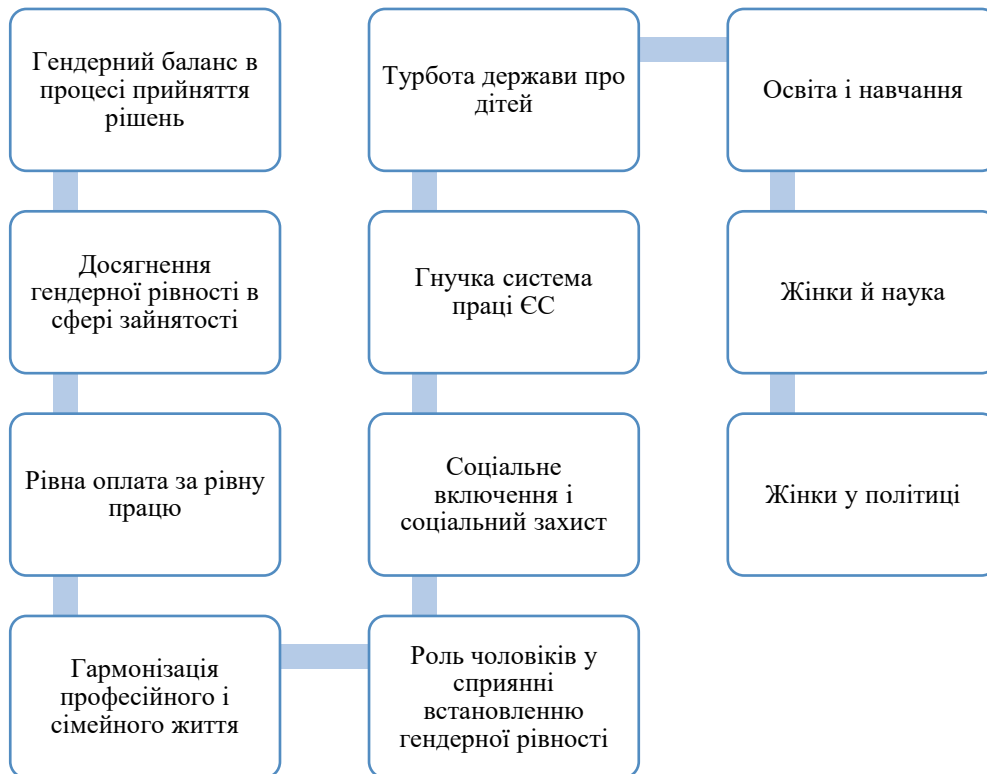 Гендерний баланс в
процесі прийняття
рішень
Досягнення
гендерної рівності в
сфері зайнятості
Рівна оплата за рівну
працю
Гармонізація
професійного і
сімейного життя
Роль чоловіків у
сприянні
встановленню
гендерної рівності
Соціальне
включення і
соціальний захист
Гнучка система
праці ЄС
Турбота держави про
дітей
Освіта і навчання
Жінки й наука
Жінки у політиці